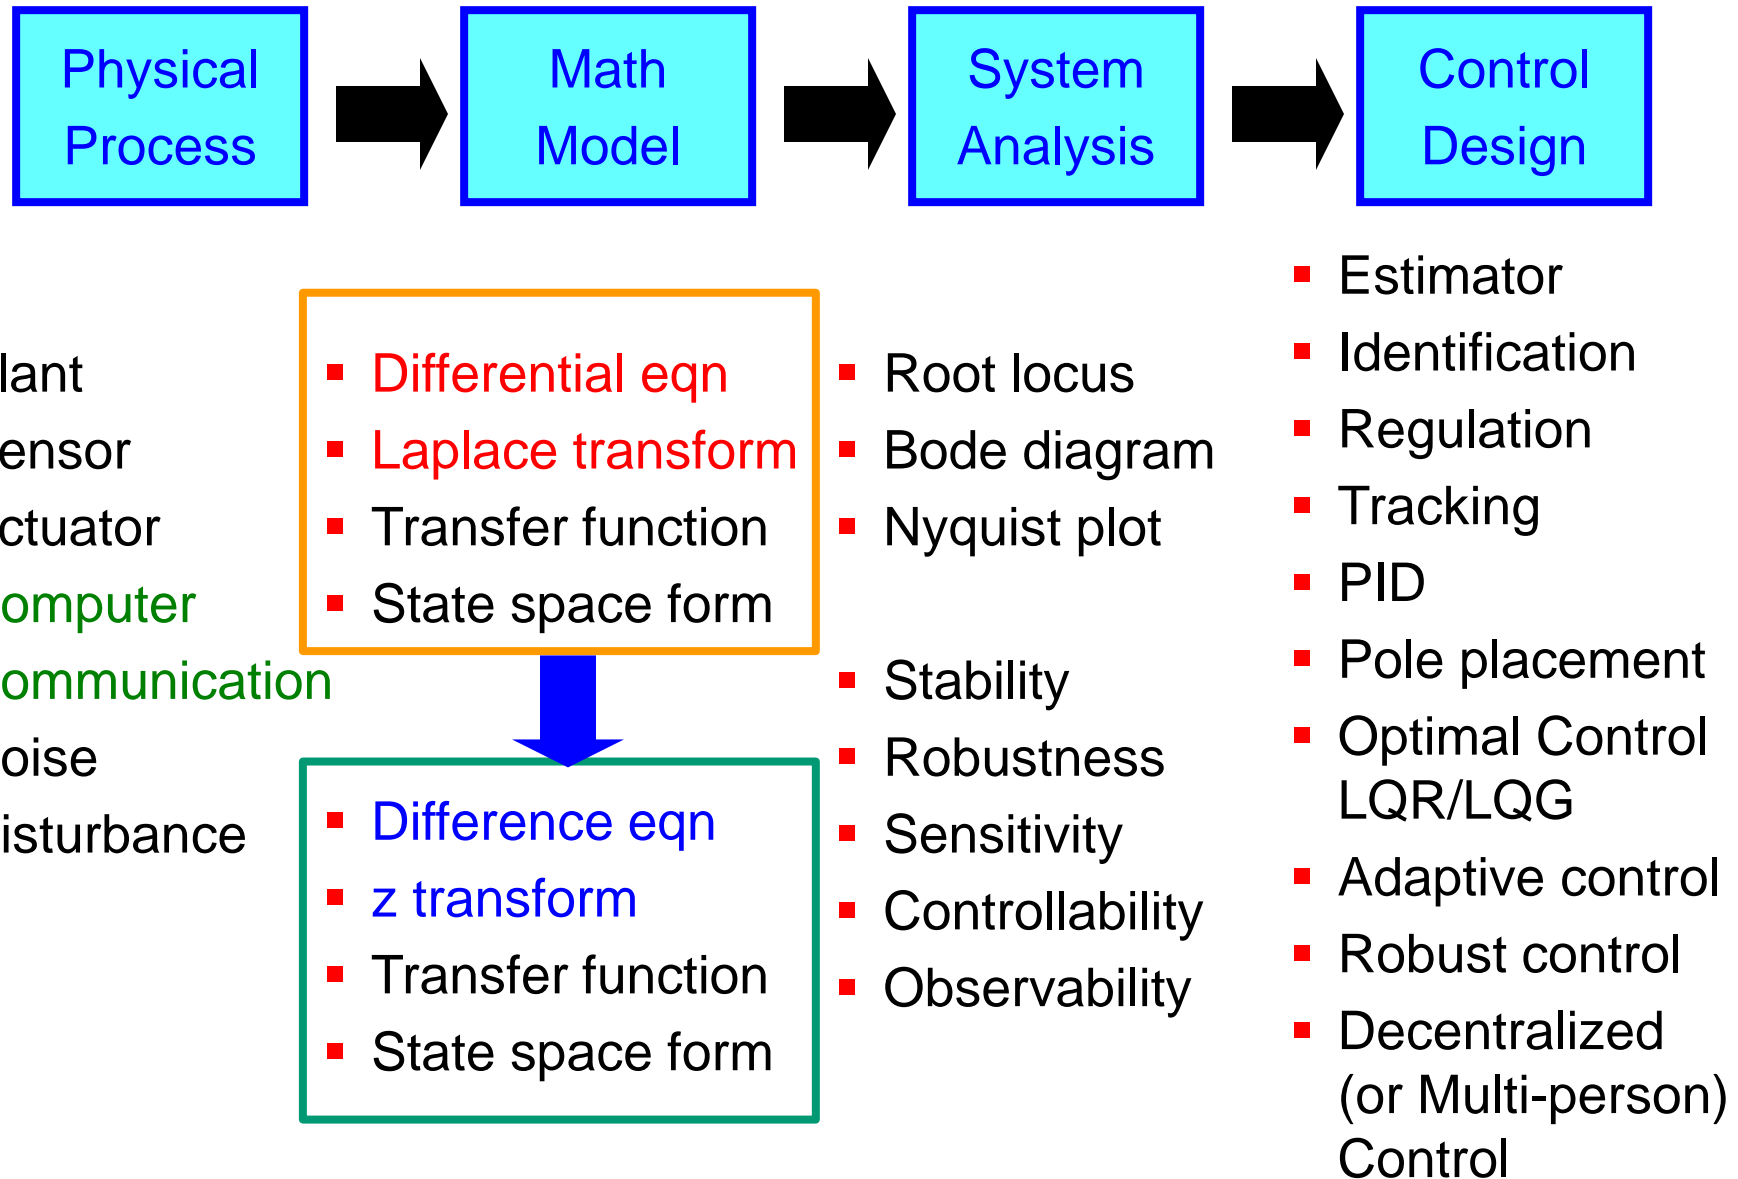 Physical
Process
Math
Model
System
Analysis
Control
Design
lant
ensor
ctuator
omputer
ommunication
oise
isturbance
Differential eqn
Laplace transform
Transfer function
State space form
Difference eqn
z transform
Transfer function
State space form
Root locus
Bode diagram
Nyquist plot
Stability
Robustness
Sensitivity
Controllability
Observability
Estimator
Identification
Regulation
Tracking
PID
Pole placement
Optimal Control
LQR/LQG
Adaptive control
Robust control
Decentralized
(or Multi-person)
Control